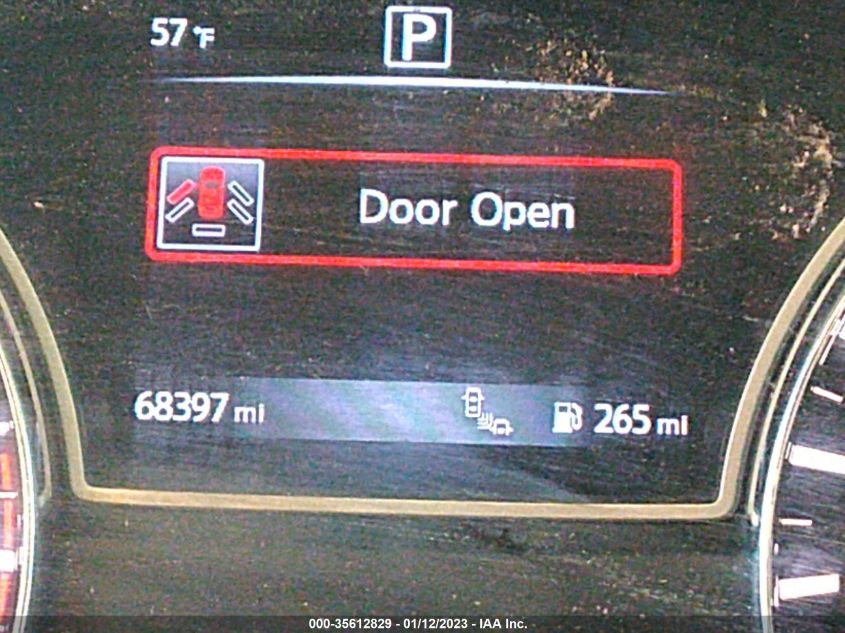 57 °F P
Door Open
68397 mi 265 mi
000-35612829 - 01/12/2023 - IAA Inc.